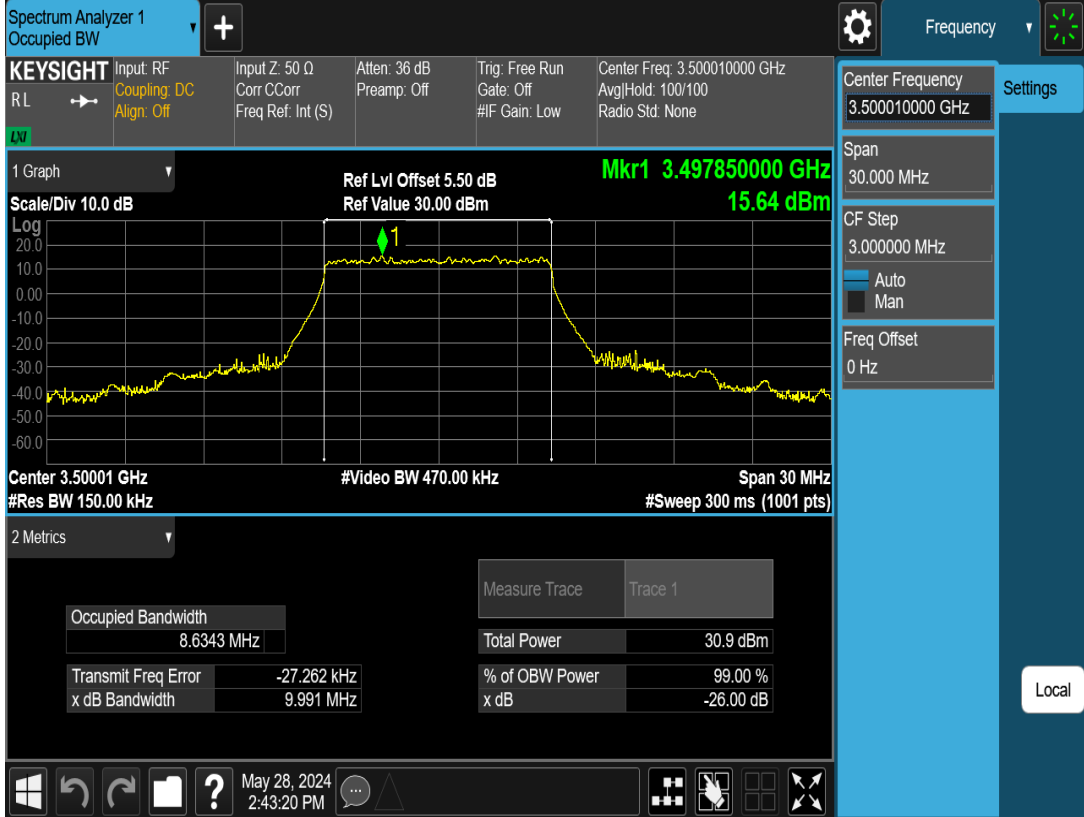 Spectrum Analyzer 1
Occupied BW
+
Frequency
KEYSIGHT
R L
LXI
Input: RF
Coupling: DC
Align: Off
Input Z: 50 Ω
Corr CCorr
Freq Ref: Int (S)
Atten: 36 dB
Preamp: Off
Trig: Free Run
Gate: Off
#IF Gain: Low
Center Freq: 3.500010000 GHz
Avg|Hold: 100/100
Radio Std: None
Center Frequency
3.500010000 GHz
Settings
Span
30.000 MHz
CF Step
3.000000 MHz
Auto
Man
Freq Offset
0 Hz
Local
1 Graph
Scale/Div 10.0 dB
Ref Lvl Offset 5.50 dB
Ref Value 30.00 dBm
Mkr1 3.497850000 GHz
15.64 dBm
Log
1
20.0
10.0
0.00
-10.0
-20.0
-30.0
-40.0
-50.0
-60.0
Center 3.50001 GHz
#Video BW 470.00 kHz
Span 30 MHz
#Res BW 150.00 kHz
#Sweep 300 ms (1001 pts)
2 Metrics
Measure Trace Trace 1
Occupied Bandwidth
8.6343 MHz
Total Power 30.9 dBm
Transmit Freq Error -27.262 kHz
% of OBW Power 99.00 %
x dB Bandwidth 9.991 MHz
x dB -26.00 dB
?
May 28, 2024
2:43:20 PM